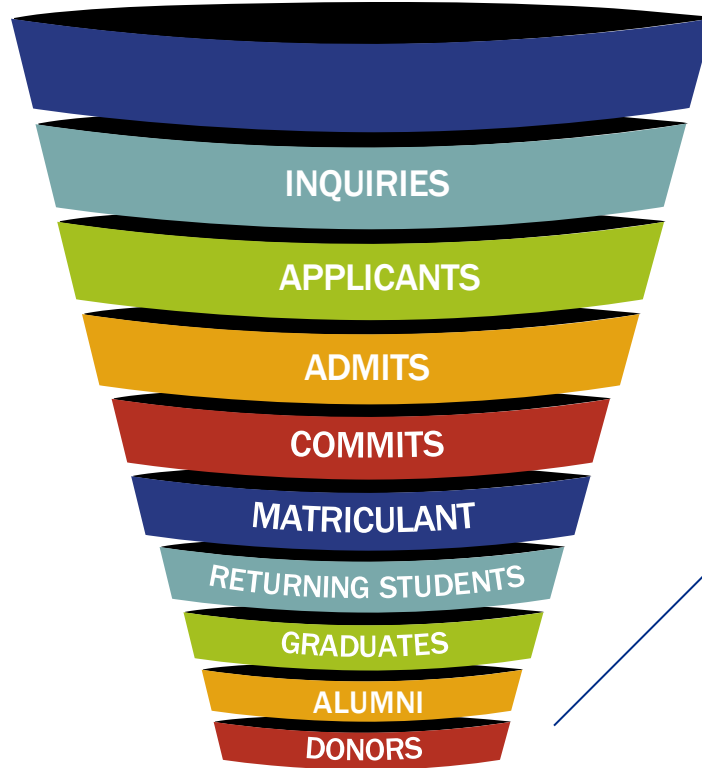 INQUIRIES
APPLICANTS
ADMITS
COMMITS
MATRICULANT
RETURNING STUDENTS
GRADUATES
ALUMNI
DONORS